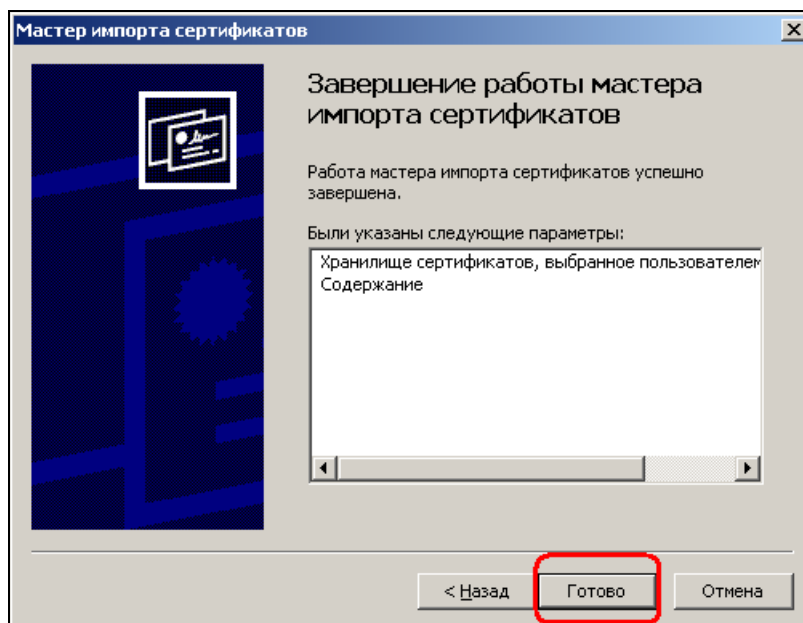 Мастер импорта сертификатов
Завершение работы мастера
импорта сертификатов
Работа мастера импорта сертификатов успешно
завершена.
Были указаны следующие параметры:
Хранилище сертификатов, выбранное пользователем
Содержание
< Назад
Готово
Отмена